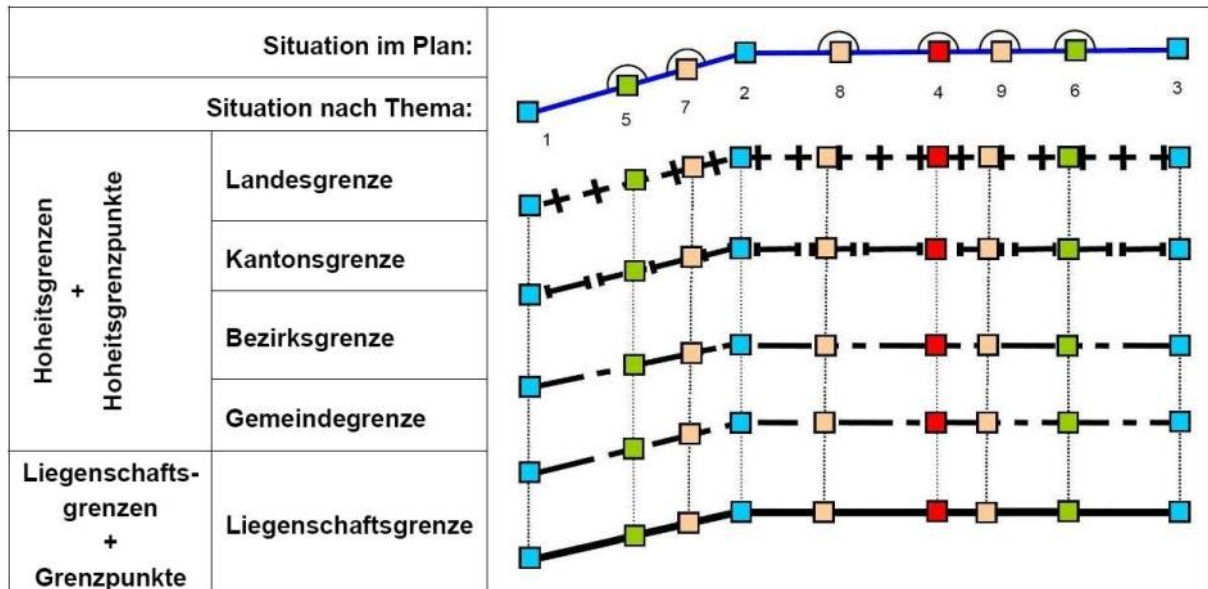 Situation im Plan:
Situation nach Thema:
1
5
7
2
8
4
9
6
3
Hoheitsgrenzen
+
Hoheitsgrenzpunkte
Landesgrenze
Kantonsgrenze
Bezirksgrenze
Gemeindegrenze
Liegenschafts-
grenzen
+
Grenzpunkte
Liegenschaftsgrenze